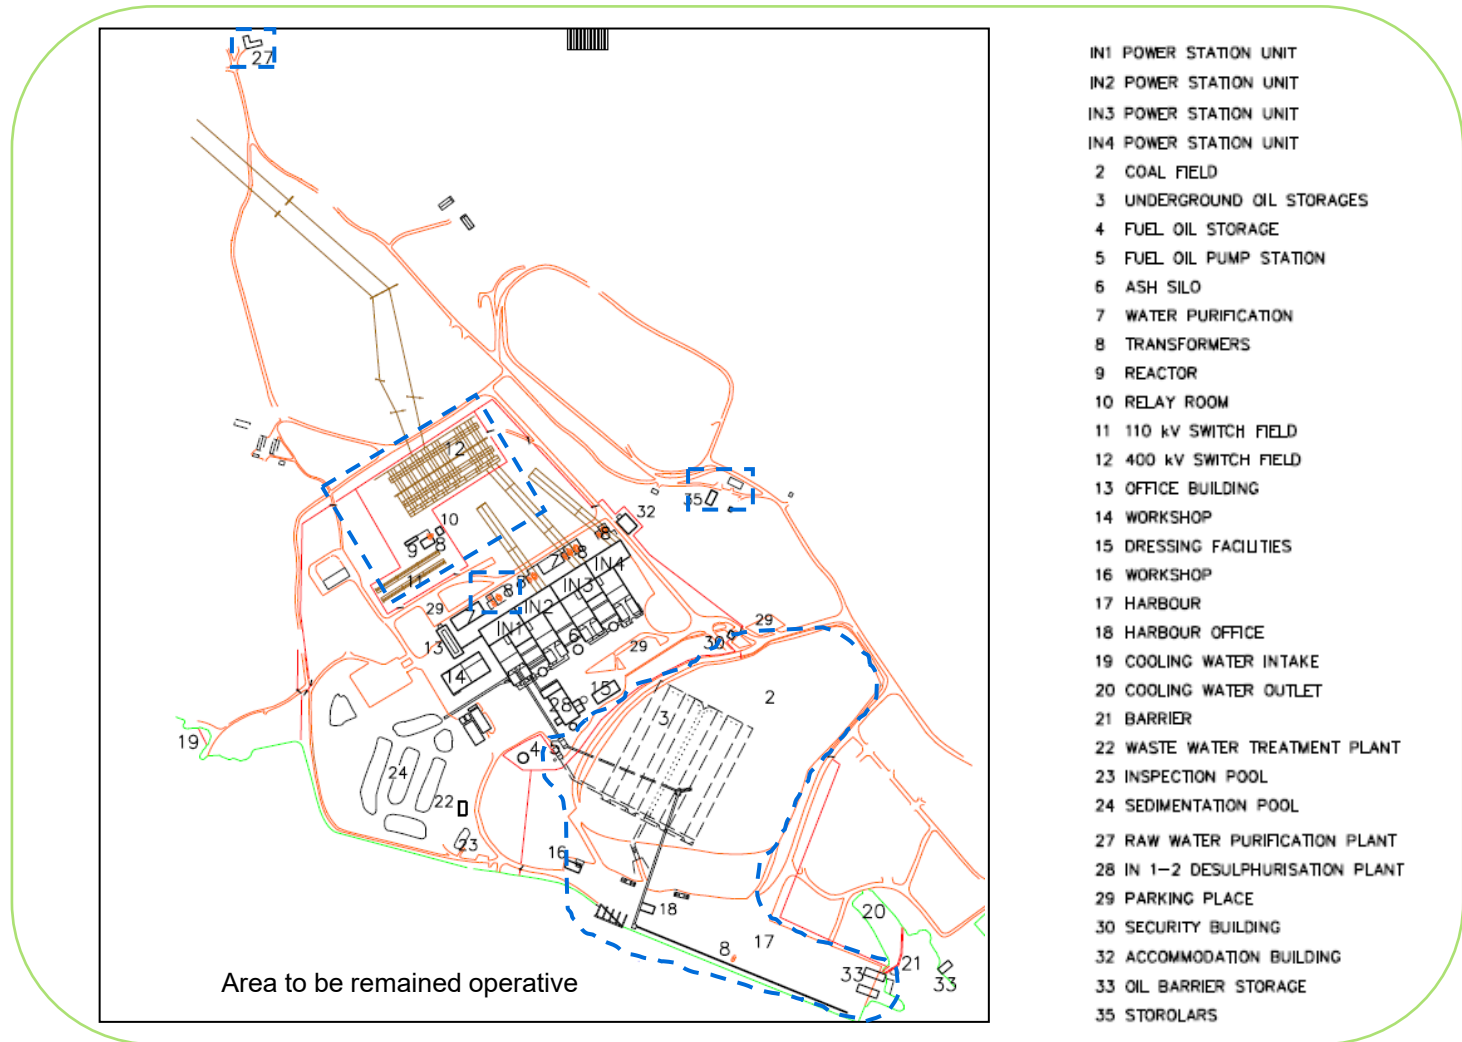 27
12
10
9
8
11
35
32
8
8
8
8
7
IN4
IN3
IN2
IN1
29
13
14
6
29
29
30
15
28
2
3
4
5
19
24
22
23
16
18
17
8
20
21
33
33
Area to be remained operative
IN1 POWER STATION UNIT
IN2 POWER STATION UNIT
IN3 POWER STATION UNIT
IN4 POWER STATION UNIT
2 COAL FIELD
3 UNDERGROUND OIL STORAGES
4 FUEL OIL STORAGE
5 FUEL OIL PUMP STATION
6 ASH SILO
7 WATER PURIFICATION
8 TRANSFORMERS
9 REACTOR
10 RELAY ROOM
11 110 kV SWITCH FIELD
12 400 kV SWITCH FIELD
13 OFFICE BUILDING
14 WORKSHOP
15 DRESSING FACILITIES
16 WORKSHOP
17 HARBOUR
18 HARBOUR OFFICE
19 COOLING WATER INTAKE
20 COOLING WATER OUTLET
21 BARRIER
22 WASTE WATER TREATMENT PLANT
23 INSPECTION POOL
24 SEDIMENTATION POOL
27 RAW WATER PURIFICATION PLANT
28 IN 1-2 DESULPHURISATION PLANT
29 PARKING PLACE
30 SECURITY BUILDING
32 ACCOMMODATION BUILDING
33 OIL BARRIER STORAGE
35 STOROLARS